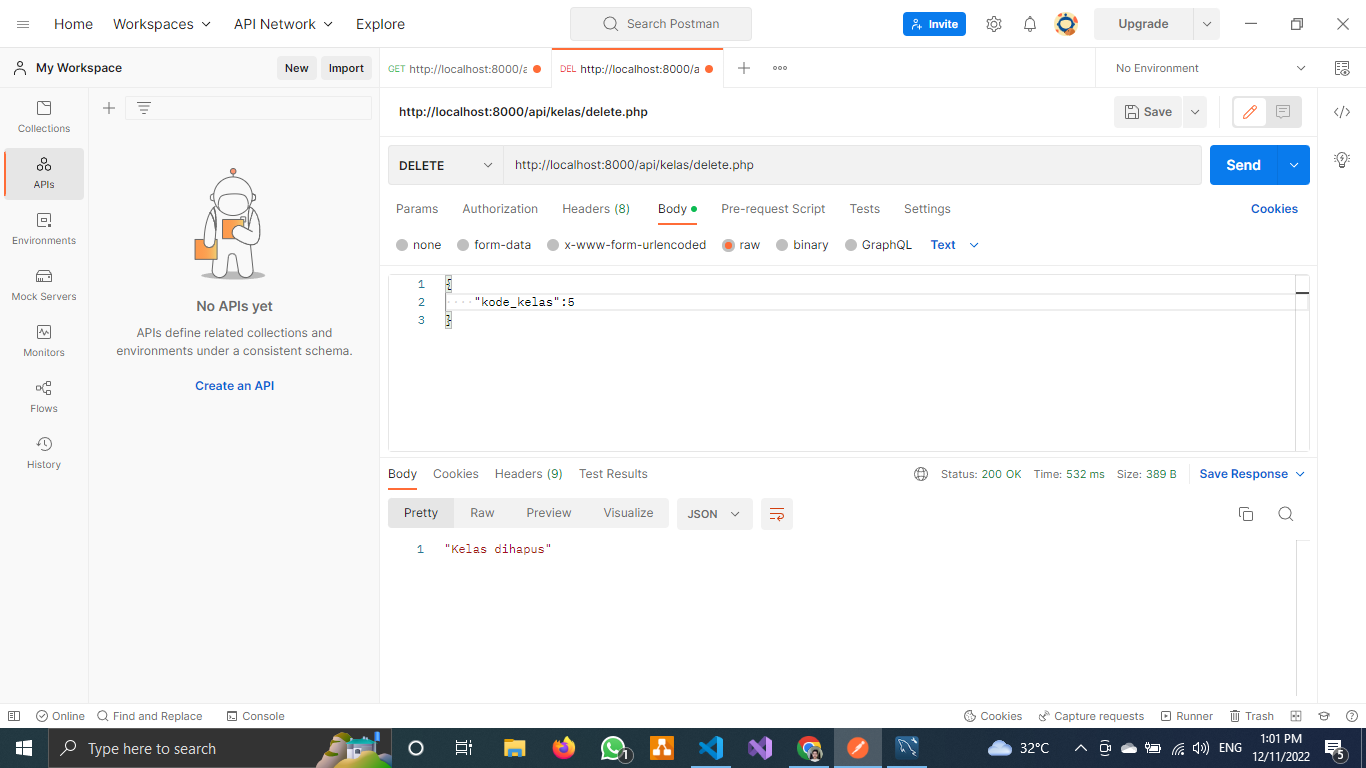 Home Workspaces API Network Explore Search Postman Invite Upgrade
My Workspace New Import GET http://localhost:8000/a DEL http://localhost:8000/a No Environment
Collections
APIs
Environments
Mock Servers
Monitors
Flows
History
No APIs yet
APIs define related collections and
environments under a consistent schema.
Create an API
http://localhost:8000/api/kelas/delete.php Save
DELETE http://localhost:8000/api/kelas/delete.php Send
Params Authorization Headers (8) Body Pre-request Script Tests Settings Cookies
none form-data x-www-form-urlencoded raw binary GraphQL Text
1 {
2 "kode_kelas":5
3 }
Body Cookies Headers (9) Test Results Status: 200 OK Time: 532 ms Size: 389 B Save Response
Pretty Raw Preview Visualize JSON
1 "Kelas dihapus"
Online Find and Replace Console Cookies Capture requests Runner Trash
Type here to search 1 32°C ENG 1:01 PM 5
12/11/2022